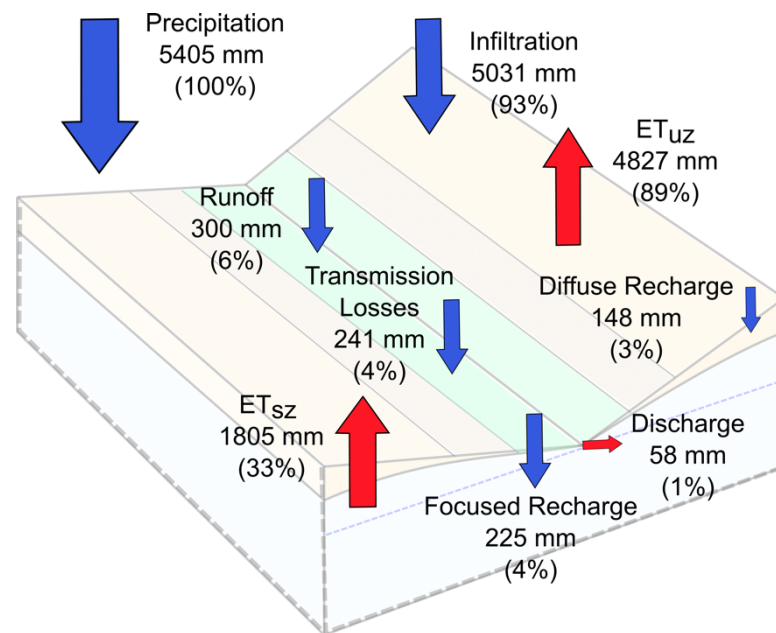 Precipitation
5405 mm
(100%)
Infiltration
5031 mm
(93%)
ETuz
4827 mm
(89%)
Runoff
300 mm
(6%)
Transmission
Losses
241 mm
(4%)
Diffuse Recharge
148 mm
(3%)
ETsz
1805 mm
(33%)
Discharge
58 mm
(1%)
Focused Recharge
225 mm
(4%)